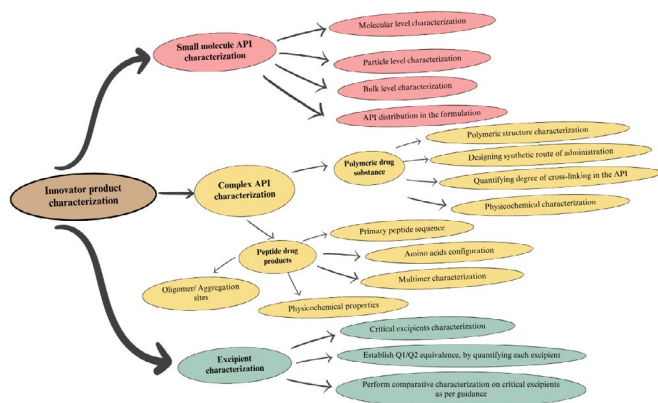 Small molecule API
characterization
Molecular level characterization
Particle level characterization
Bulk level characterization
API distribution in the formulation
Innovator product
characterization
Complex API
characterization
Polymeric drug
substance
Polymeric structure characterization
Designing synthetic route of administration
Quantifying degree of cross-linking in the API
Physicochemical characterization
Peptide drug
products
Primary peptide sequence
Amino acids configuration
Multimer characterization
Oligomer/ Aggregation
sites
Physicochemical properties
Excipient
characterization
Critical excipients characterization
Establish Q1/Q2 equivalence, by quantifying each excipient
Perform comparative characterization on critical excipients
as per guidance